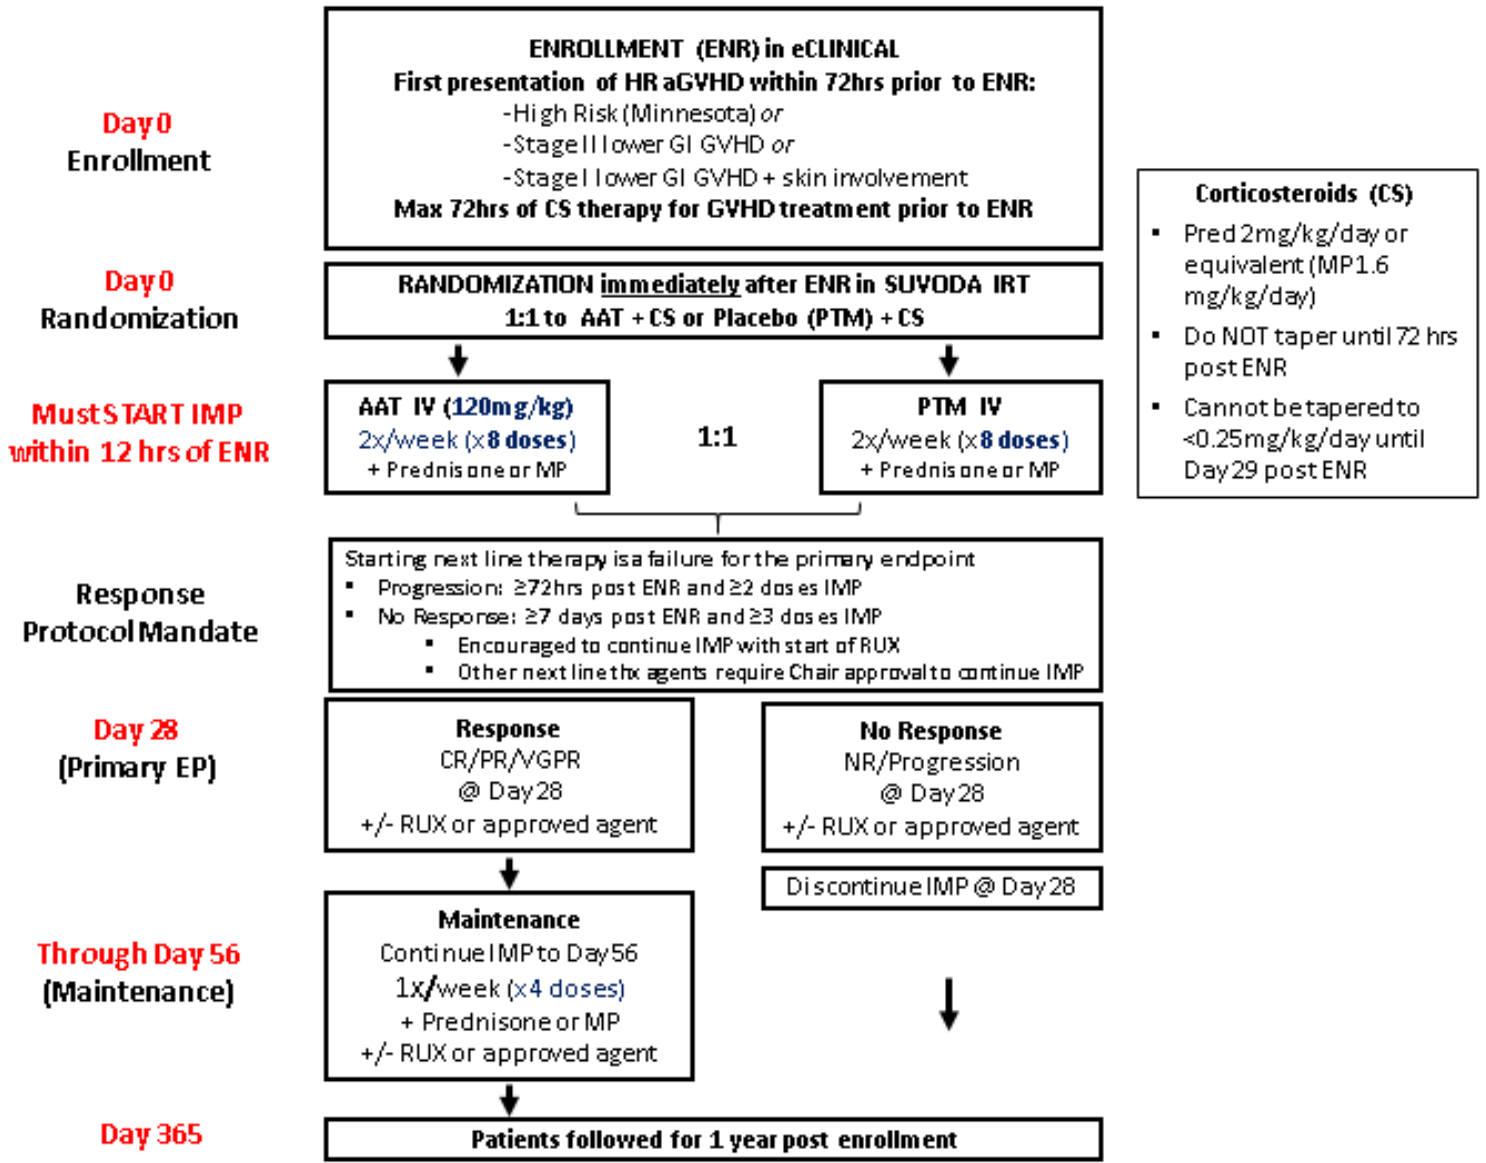 ENROLLMENT (ENR) in eCLINICAL
First presentation of HR aGVHD within 72hrs prior to ENR:
-High Risk (Minnesota) or
-Stage II lower GI GVHD or
-Stage I lower GI GVHD + skin involvement
Max 72hrs of CS therapy for GVHD treatment prior to ENR
Day 0
Enrollment
Corticosteroids (CS)
▪ Pred 2mg/kg/day or
equivalent (MP1.6
mg/kg/day)
▪ Do NOT taper until 72 hrs
post ENR
▪ Cannot be tapered to
<0.25mg/kg/day until
Day 29 post ENR
Day 0
Randomization
RANDOMIZATION immediately after ENR in SUVODA IRT
1:1 to AAT + CS or Placebo (PTM) + CS
Must START IMP
within 12 hrs of ENR
AAT IV (120mg/kg)
2x/week (x8 doses)
+ Prednisone or MP
1:1
PTM IV
2x/week (x8 doses)
+ Prednisone or MP
Response
Protocol Mandate
Starting next line therapy is a failure for the primary endpoint
▪ Progression: ≥72hrs post ENR and ≥2 doses IMP
▪ No Response: ≥7 days post ENR and ≥3 doses IMP
▪ Encouraged to continue IMP with start of RUX
▪ Other next line thx agents require Chair approval to continue IMP
Day 28
(Primary EP)
Response
CR/PR/VGPR
@ Day 28
+/- RUX or approved agent
No Response
NR/Progression
@ Day 28
+/- RUX or approved agent
Discontinue IMP @ Day 28
Through Day 56
(Maintenance)
Maintenance
Continue IMP to Day 56
1x/week (x4 doses)
+ Prednisone or MP
+/- RUX or approved agent
Day 365
Patients followed for 1 year post enrollment